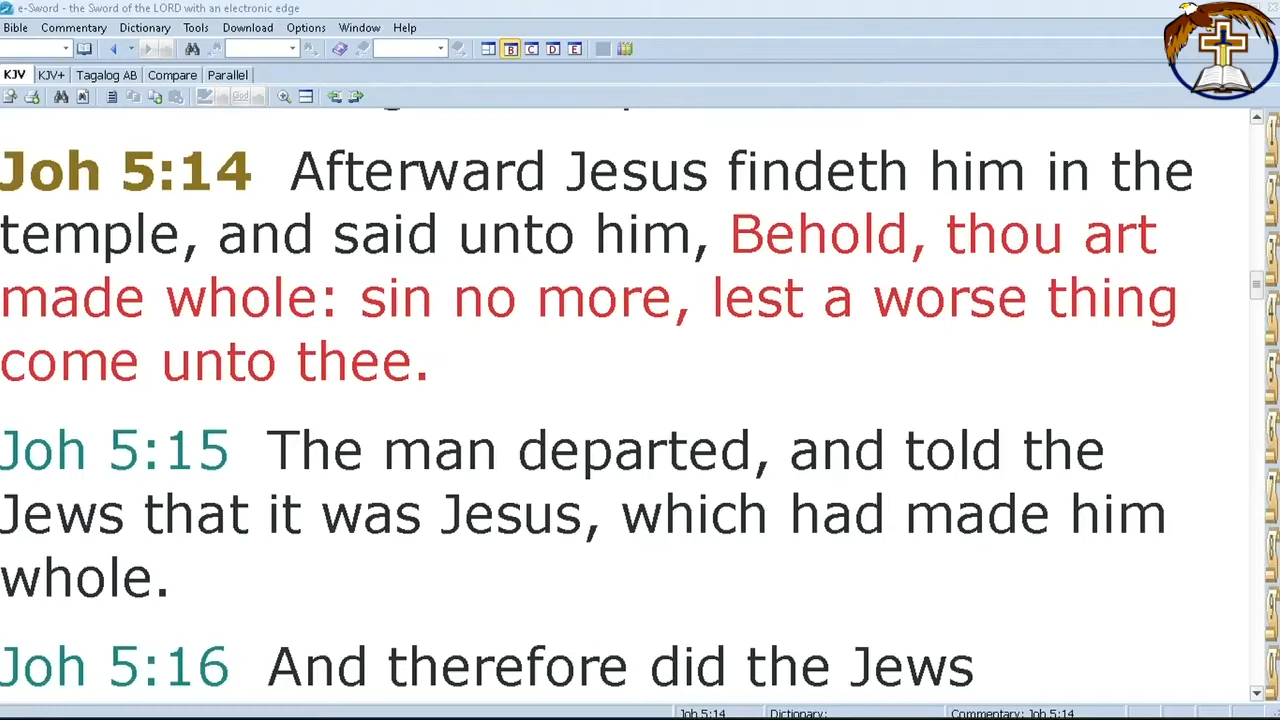 e-Sword - the Sword of the LORD with an electronic edge
Bible Commentary Dictionary Tools Download Options Window Help
B C D E
KJV KJV+ Tagalog AB Compare Parallel
God
Joh 5:14 Afterward Jesus findeth him in the
temple, and said unto him, Behold, thou art
made whole: sin no more, lest a worse thing
come unto thee.
Joh 5:15 The man departed, and told the
Jews that it was Jesus, which had made him
whole.
Joh 5:16 And therefore did the Jews
Joh 5:14 Dictionary: Commentary: Joh 5:14